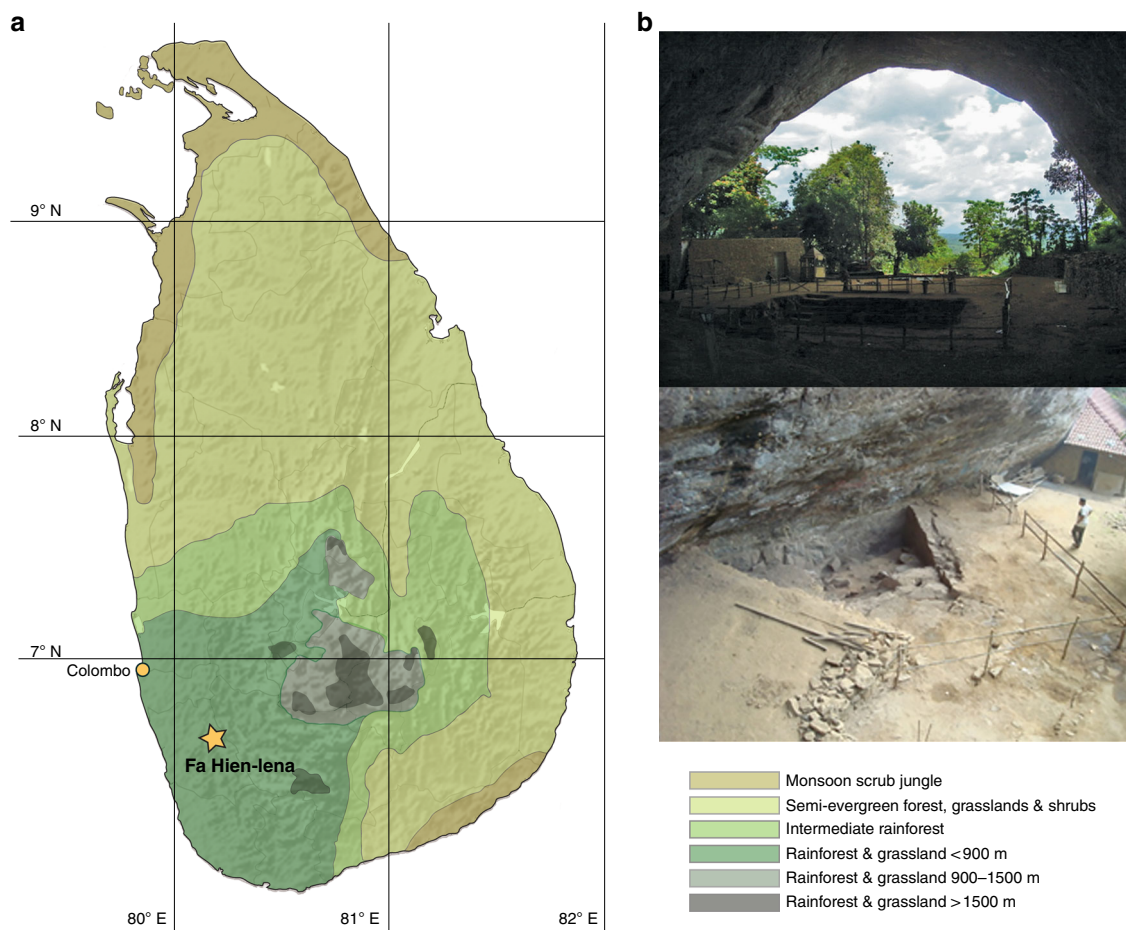 a
b
9° N
8° N
7° N
Colombo
Fa Hien-lena
80° E
81° E
82° E
Monsoon scrub jungle
Semi-evergreen forest, grasslands & shrubs
Intermediate rainforest
Rainforest & grassland <900 m
Rainforest & grassland 900–1500 m
Rainforest & grassland >1500 m